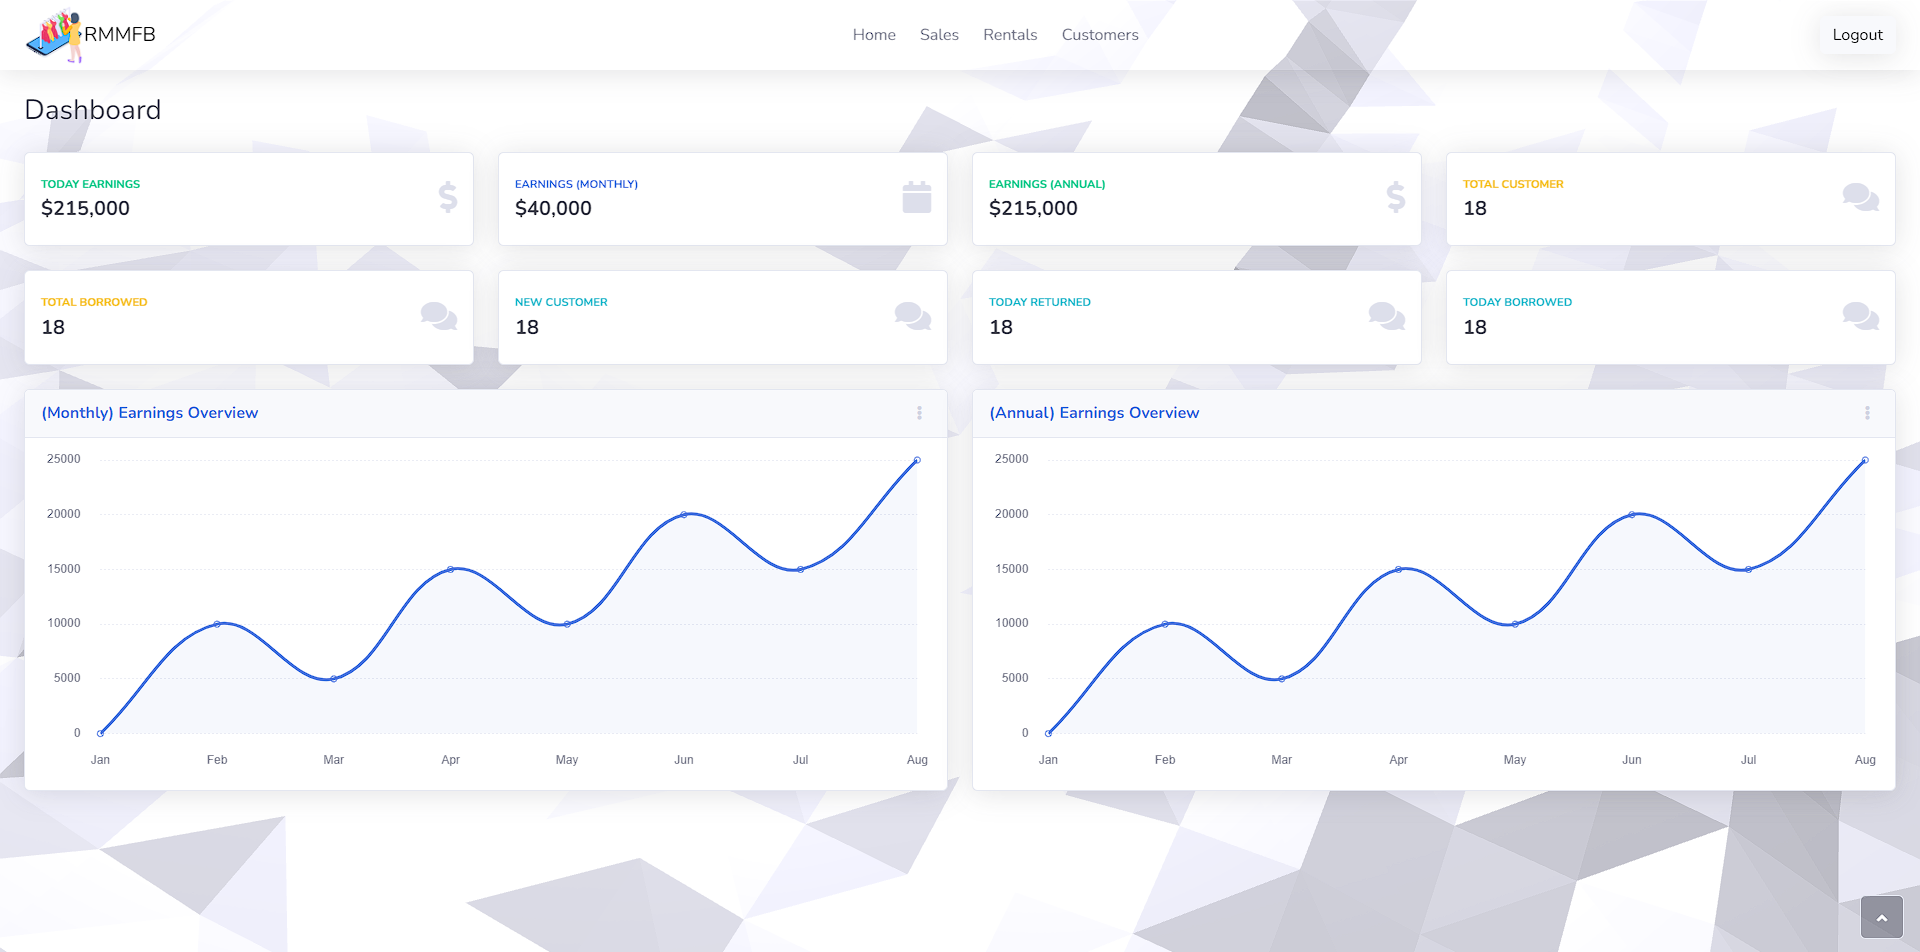 RMMFB
Home Sales Rentals Customers
Logout
Dashboard
TODAY EARNINGS
$215,000
EARNINGS (MONTHLY)
$40,000
EARNINGS (ANNUAL)
$215,000
TOTAL CUSTOMER
18
TOTAL BORROWED
18
NEW CUSTOMER
18
TODAY RETURNED
18
TODAY BORROWED
18
(Monthly) Earnings Overview
25000
20000
15000
10000
5000
0
Jan Feb Mar Apr May Jun Jul Aug
(Annual) Earnings Overview
25000
20000
15000
10000
5000
0
Jan Feb Mar Apr May Jun Jul Aug